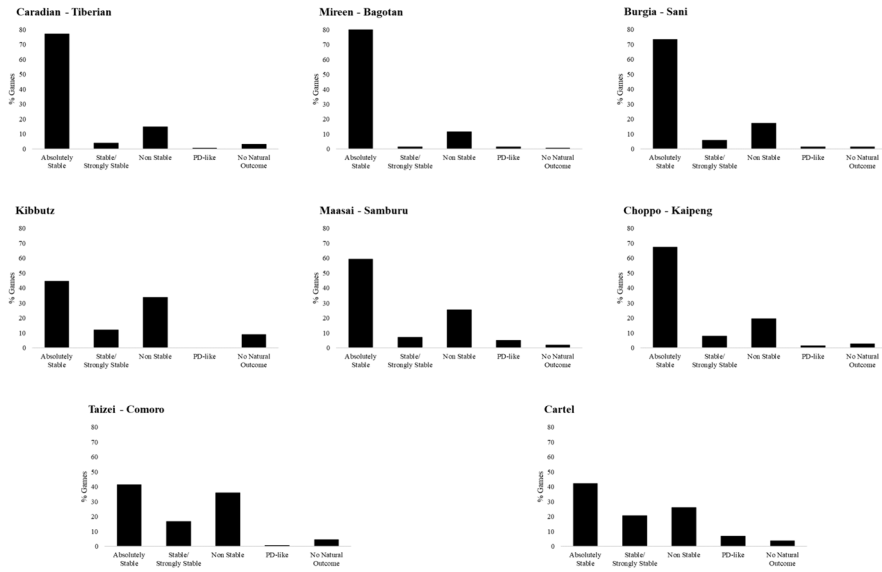 Caradian - Tiberian
80
70
60
50
40
30
20
10
0
% Games
Absolutely
Stable
Stable/
Strongly Stable
Non Stable
PD-like
No Natural
Outcome
Mireen - Bagotan
80
70
60
50
40
30
20
10
0
% Games
Absolutely
Stable
Stable/
Strongly Stable
Non Stable
PD-like
No Natural
Outcome
Burgia - Sani
80
70
60
50
40
30
20
10
0
% Games
Absolutely
Stable
Stable/
Strongly Stable
Non Stable
PD-like
No Natural
Outcome
Kibbutz
80
70
60
50
40
30
20
10
0
% Games
Absolutely
Stable
Stable/
Strongly Stable
Non Stable
PD-like
No Natural
Outcome
Maasai - Samburu
80
70
60
50
40
30
20
10
0
% Games
Absolutely
Stable
Stable/
Strongly Stable
Non Stable
PD-like
No Natural
Outcome
Choppo - Kaipeng
80
70
60
50
40
30
20
10
0
% Games
Absolutely
Stable
Stable/
Strongly Stable
Non Stable
PD-like
No Natural
Outcome
Taizei - Comoro
80
70
60
50
40
30
20
10
0
% Games
Absolutely
Stable
Stable/
Strongly Stable
Non Stable
PD-like
No Natural
Outcome
Cartel
80
70
60
50
40
30
20
10
0
% Games
Absolutely
Stable
Stable/
Strongly Stable
Non Stable
PD-like
No Natural
Outcome